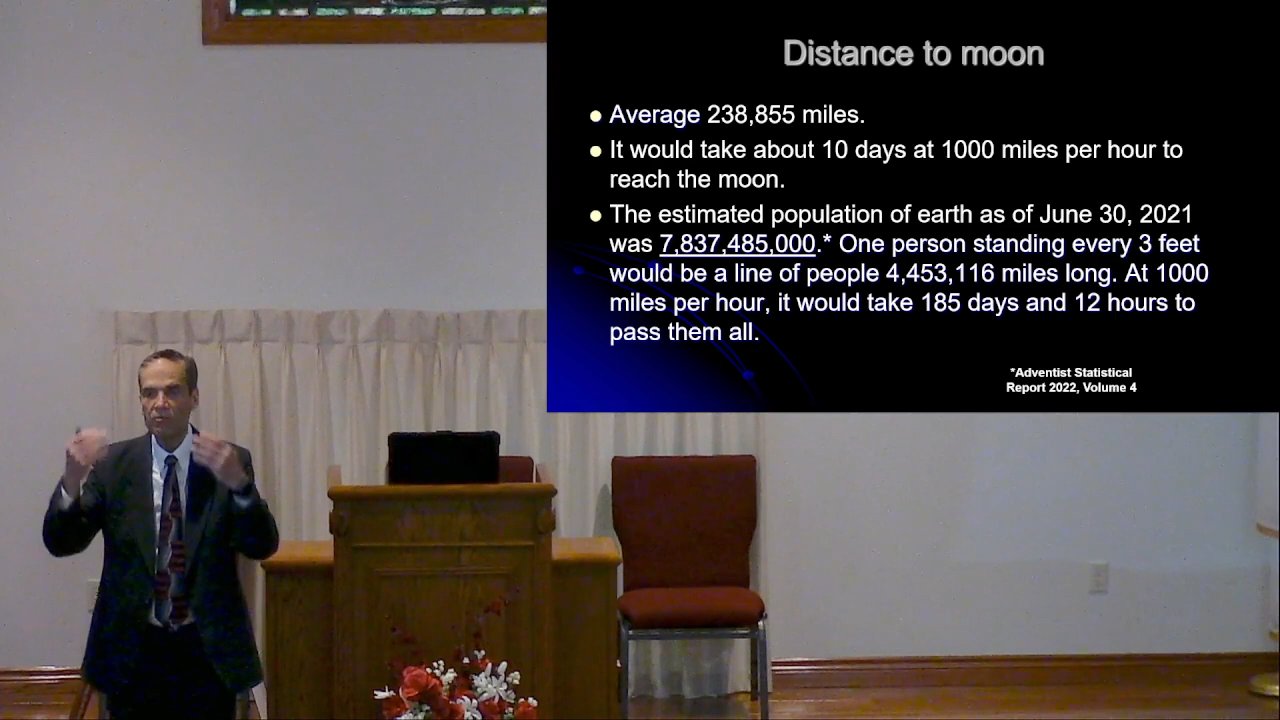 Distance to moon
Average 238,855 miles.
It would take about 10 days at 1000 miles per hour to
reach the moon.
The estimated population of earth as of June 30, 2021
was 7,837,485,000.* One person standing every 3 feet
would be a line of people 4,453,116 miles long. At 1000
miles per hour, it would take 185 days and 12 hours to
pass them all.
*Adventist Statistical
Report 2022, Volume 4